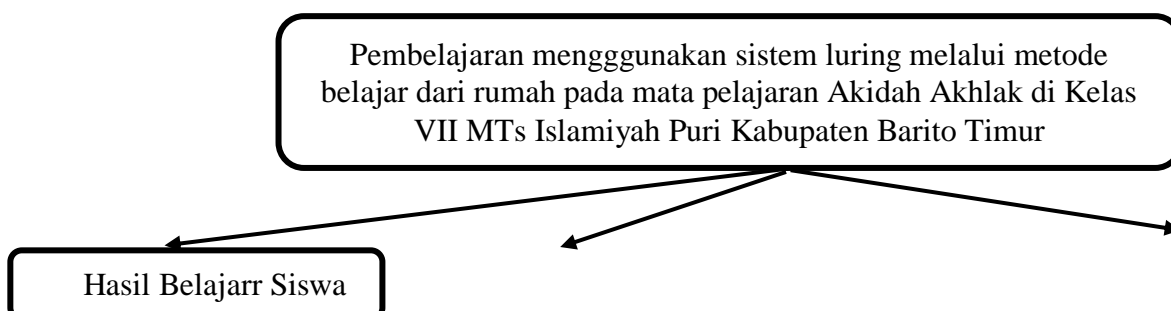 Pembelajaran mengggunakan sistem luring melalui metode
belajar dari rumah pada mata pelajaran Akidah Akhlak di Kelas
VII MTs Islamiyah Puri Kabupaten Barito Timur
Hasil Belajarr Siswa